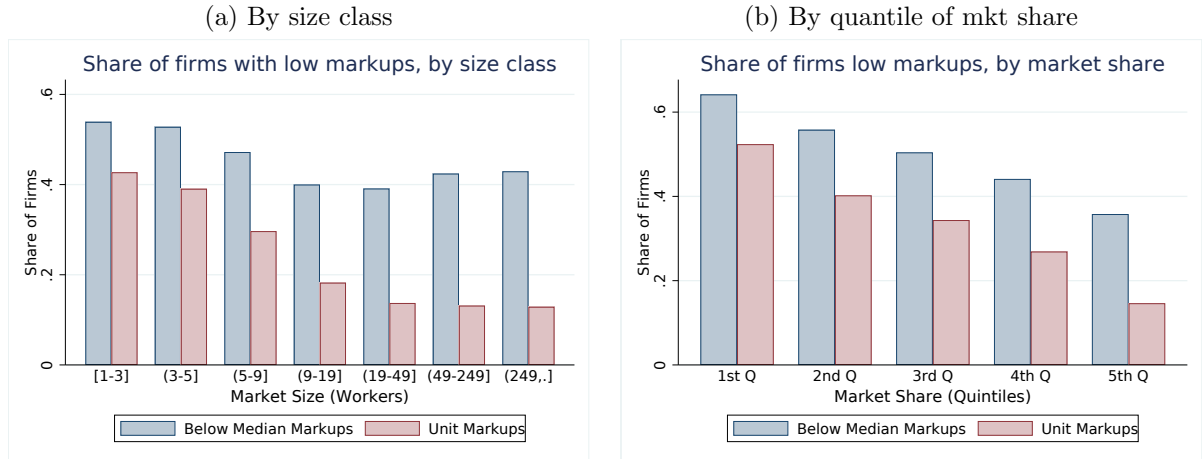 (a) By size class
Share of firms with low markups, by size class
Share of Firms
.6
.4
.2
0
[1-3] (3-5] (5-9] (9-19] (19-49] (49-249] (249,.]
Market Size (Workers)
Below Median Markups Unit Markups
(b) By quantile of mkt share
Share of firms low markups, by market share
Share of Firms
.6
.4
.2
0
1st Q 2nd Q 3rd Q 4th Q 5th Q
Market Share (Quintiles)
Below Median Markups Unit Markups